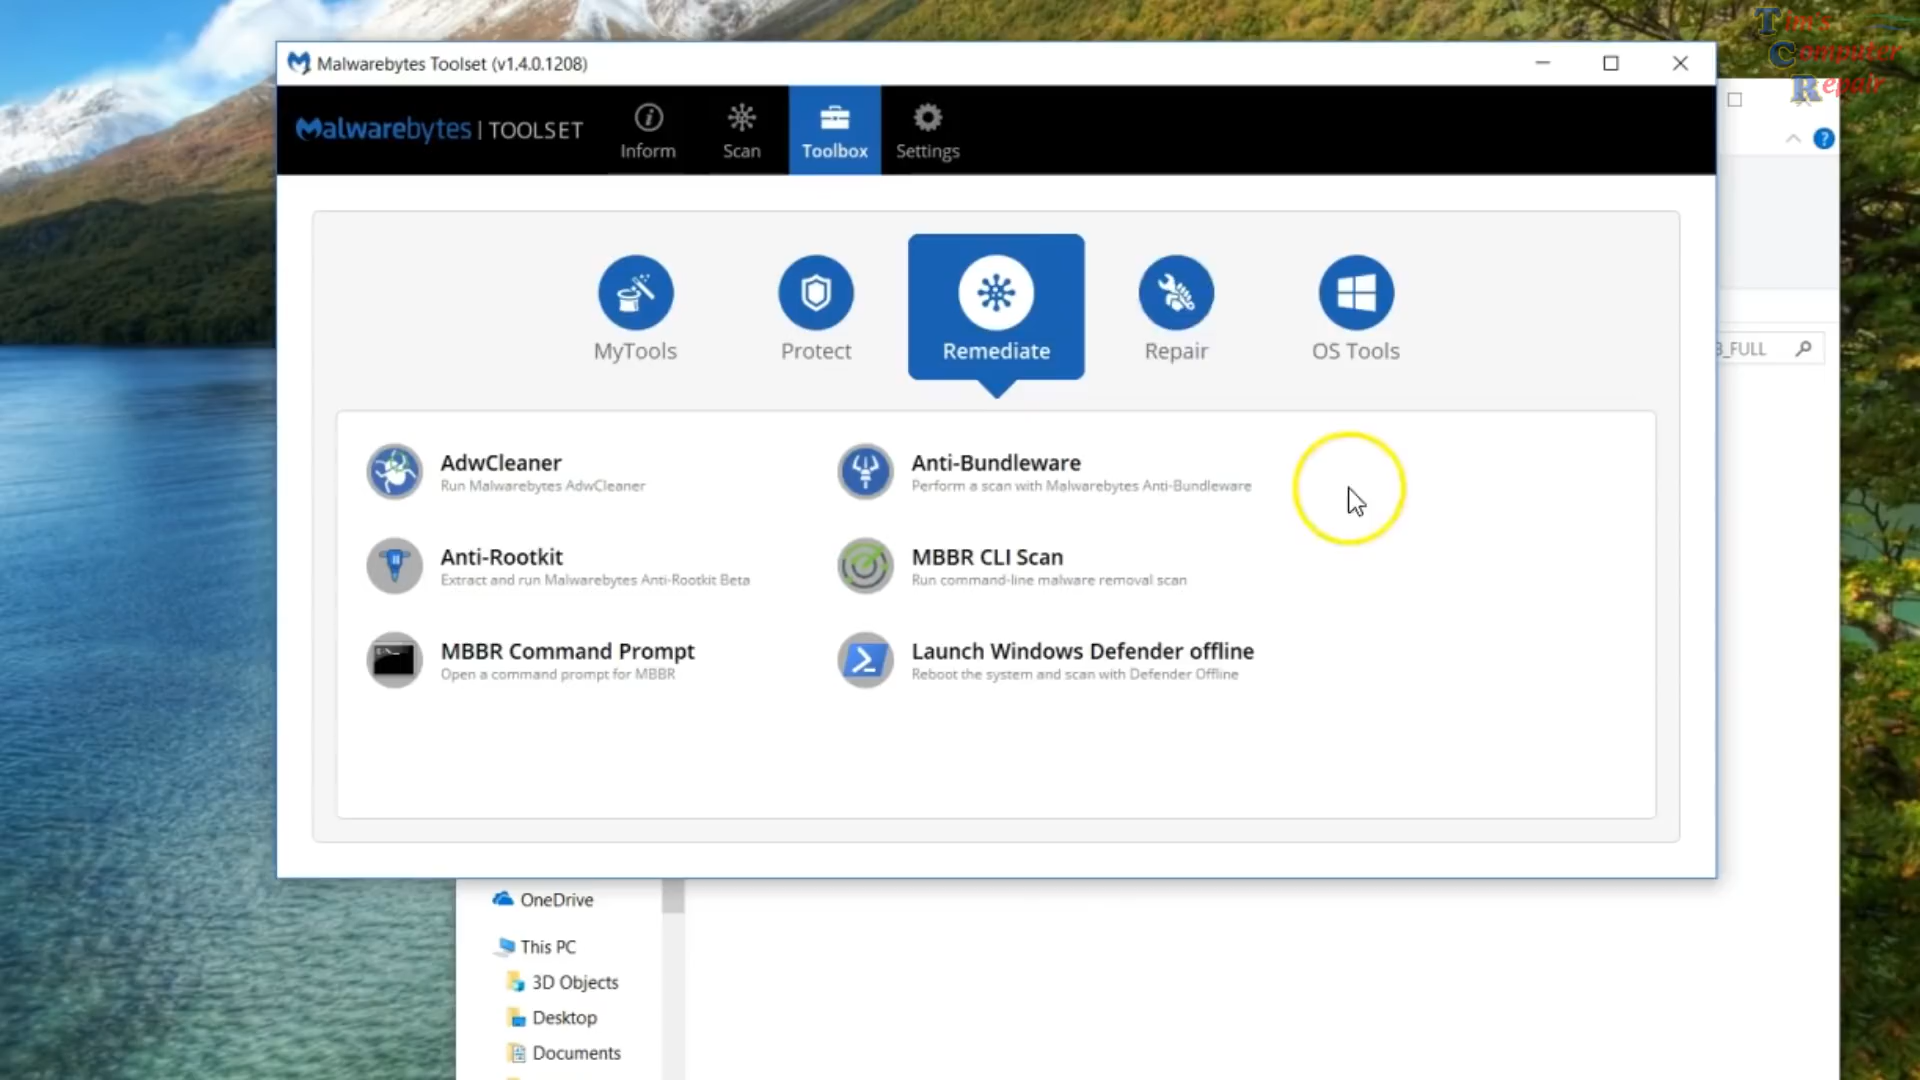 Tim's
Computer
Repair
Malwarebytes Toolset (v1.4.0.1208)
Malwarebytes | TOOLSET
Inform
Scan
Toolbox
Settings
?
_FULL
MyTools
Protect
Remediate
Repair
OS Tools
AdwCleaner
Run Malwarebytes AdwCleaner
Anti-Bundleware
Perform a scan with Malwarebytes Anti-Bundleware
Anti-Rootkit
Extract and run Malwarebytes Anti-Rootkit Beta
MBBR CLI Scan
Run command-line malware removal scan
MBBR Command Prompt
Open a command prompt for MBBR
Launch Windows Defender offline
Reboot the system and scan with Defender Offline
OneDrive
This PC
3D Objects
Desktop
Documents